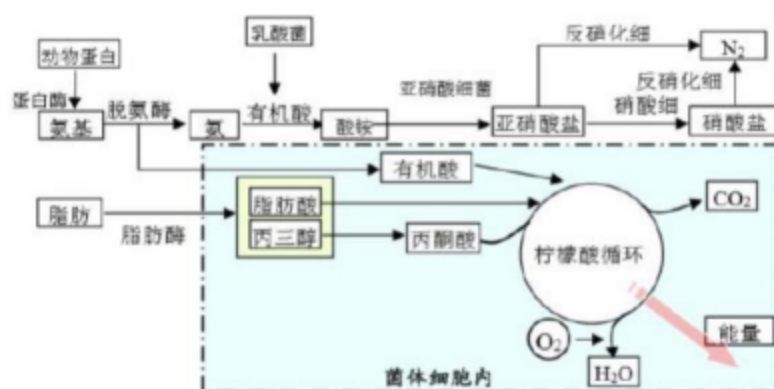 乳酸菌
反硝化细
N₂
动物蛋白
蛋白酶
脱氨酶
有机酸
亚硝酸细菌
反硝化细
硝酸细
氨基
氨
酸铵
亚硝酸盐
硝酸盐
有机酸
脂肪
脂肪酶
脂肪酸
丙三醇
丙酮酸
柠檬酸循环
CO₂
O₂
H₂O
能量
菌体细胞内